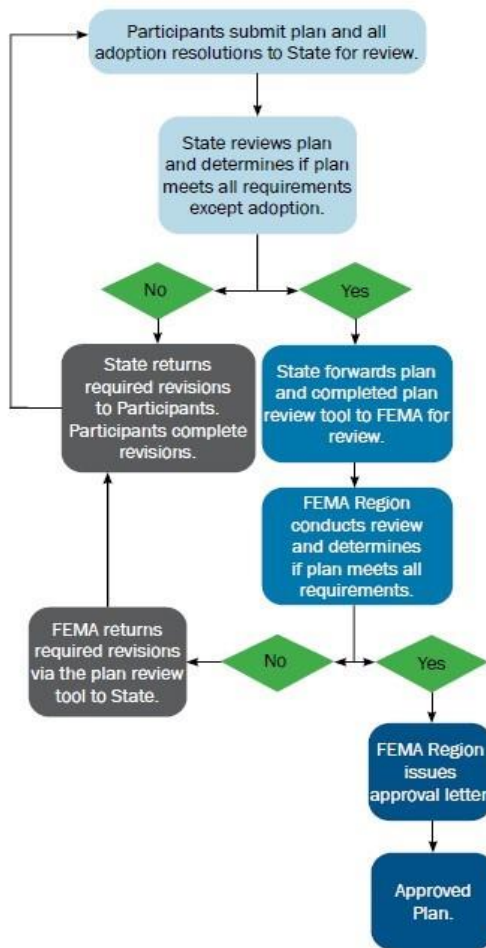 Participants submit plan and all
adoption resolutions to State for review.
State reviews plan
and determines if plan
meets all requirements
except adoption.
No
Yes
State returns
required revisions
to Participants.
Participants complete
revisions.
State forwards plan
and completed plan
review tool to FEMA for
review.
FEMA Region
conducts review
and determines
if plan meets all
requirements.
FEMA returns
required revisions
via the plan review
tool to State.
No
Yes
FEMA Region
issues
approval letter
Approved
Plan.